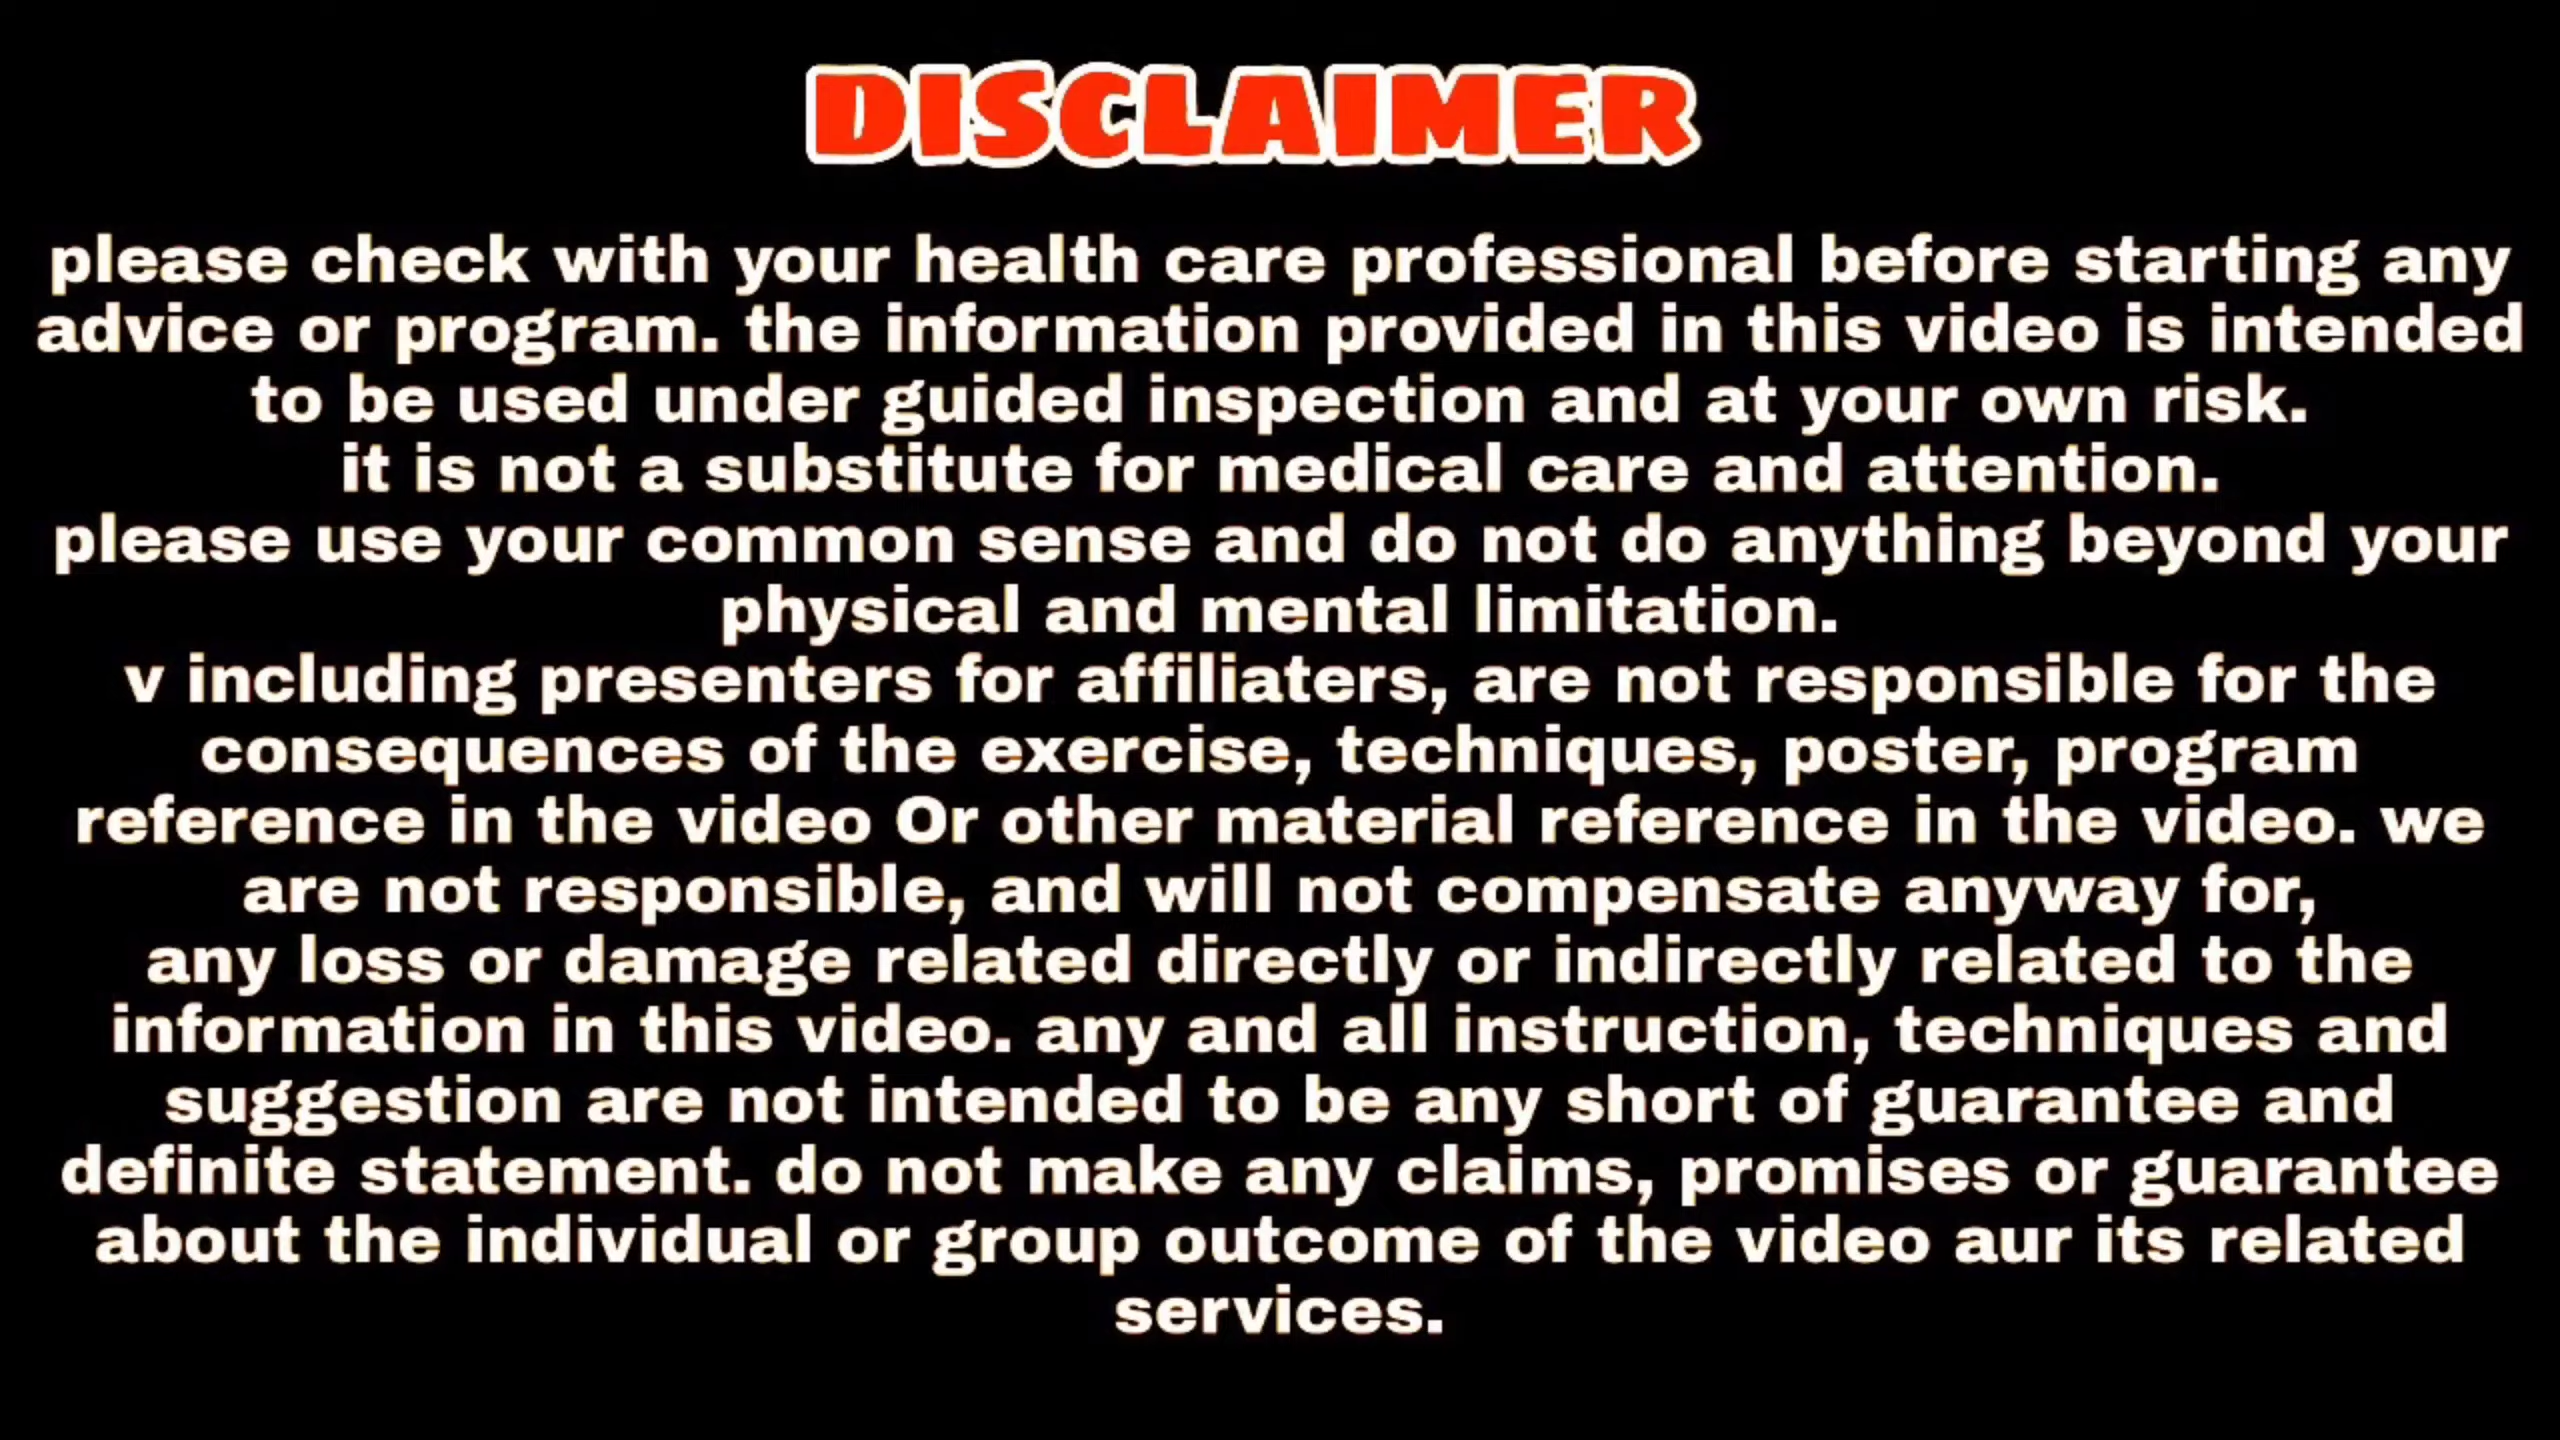 DISCLAIMER
please check with your health care professional before starting any
advice or program. the information provided in this video is intended
to be used under guided inspection and at your own risk.
it is not a substitute for medical care and attention.
please use your common sense and do not do anything beyond your
physical and mental limitation.
v including presenters for affiliaters, are not responsible for the
consequences of the exercise, techniques, poster, program
reference in the video Or other material reference in the video. we
are not responsible, and will not compensate anyway for,
any loss or damage related directly or indirectly related to the
information in this video. any and all instruction, techniques and
suggestion are not intended to be any short of guarantee and
definite statement. do not make any claims, promises or guarantee
about the individual or group outcome of the video aur its related
services.